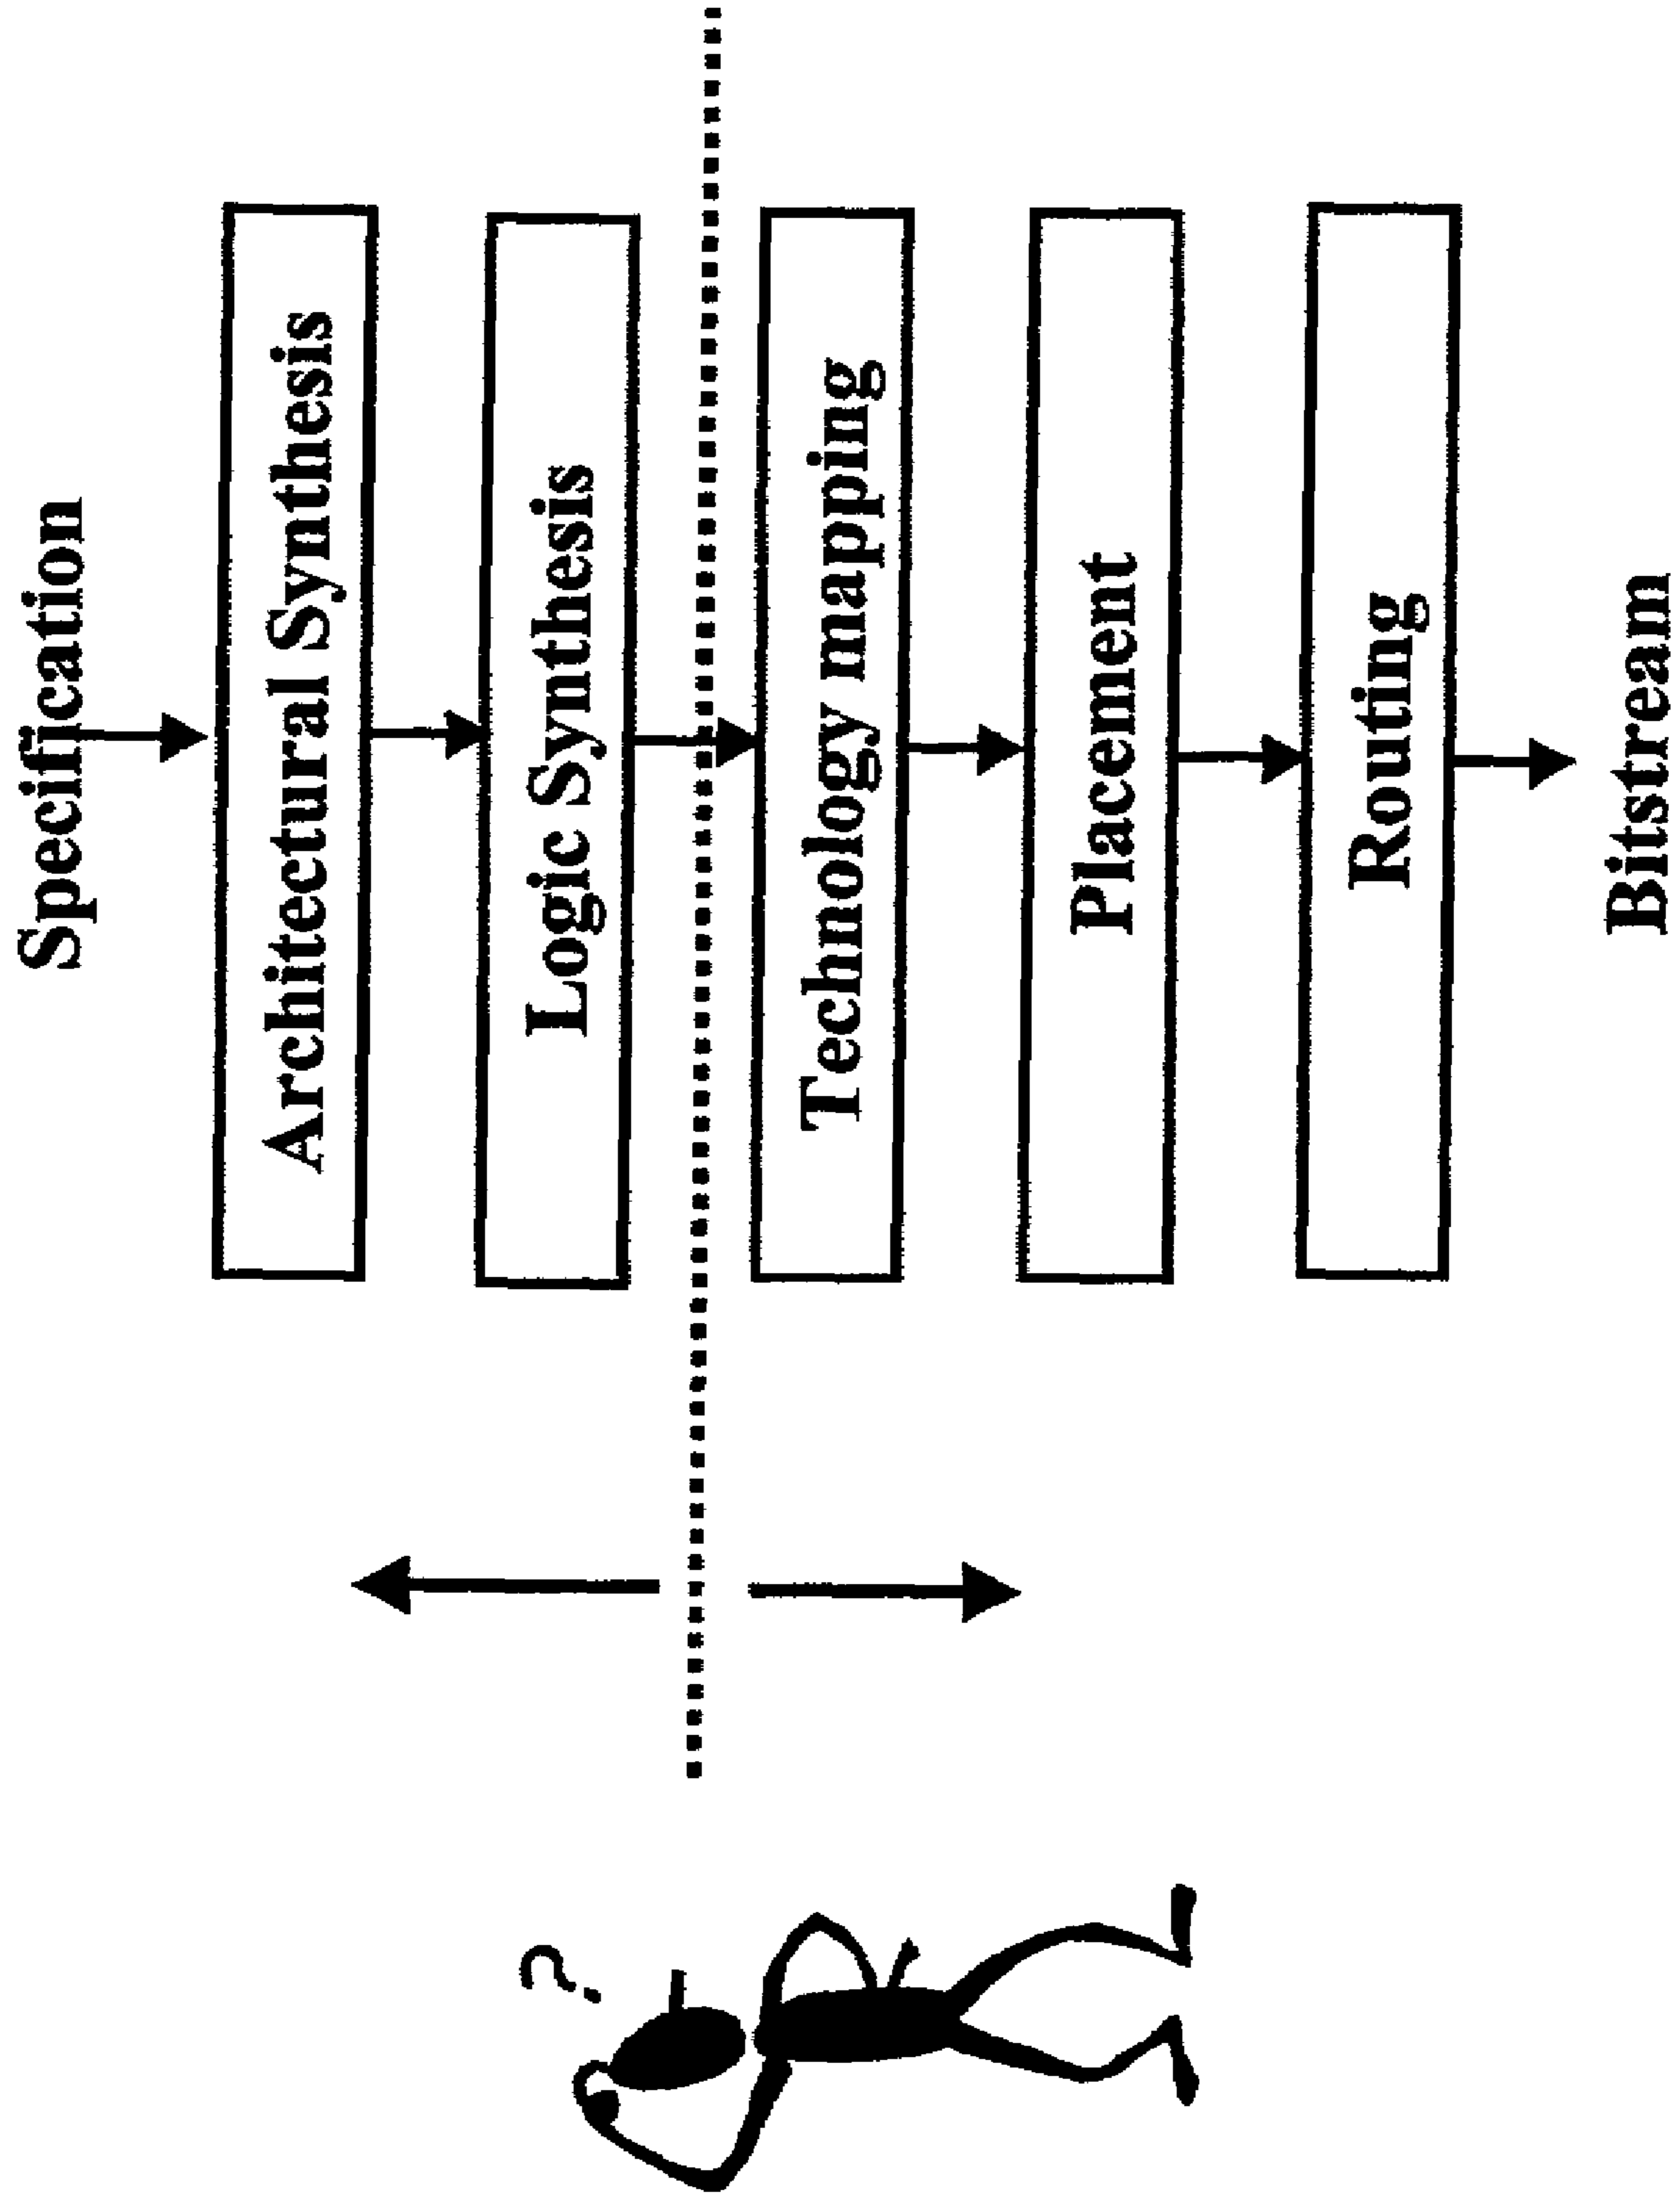 Specification
Architectural Synthesis
Logic Synthesis
Technology mapping
Placement
Routing
Bitstream
?